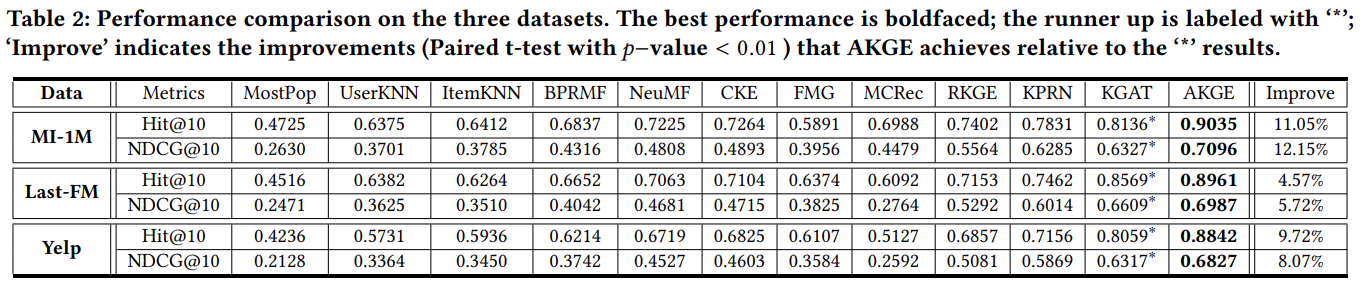 Table 2: Performance comparison on the three datasets. The best performance is boldfaced; the runner up is labeled with ‘*’;
‘Improve’ indicates the improvements (Paired t-test with p−value < 0.01 ) that AKGE achieves relative to the ‘*’ results.
Data Metrics MostPop UserKNN ItemKNN BPRMF NeuMF CKE FMG MCRec RKGE KPRN KGAT AKGE Improve
MI-1M Hit@10 0.4725 0.6375 0.6412 0.6837 0.7225 0.7264 0.5891 0.6988 0.7402 0.7831 0.8136* 0.9035 11.05%
NDCG@10 0.2630 0.3701 0.3785 0.4316 0.4808 0.4893 0.3956 0.4479 0.5564 0.6285 0.6327* 0.7096 12.15%
Last-FM Hit@10 0.4516 0.6382 0.6264 0.6652 0.7063 0.7104 0.6374 0.6092 0.7153 0.7462 0.8569* 0.8961 4.57%
NDCG@10 0.2471 0.3625 0.3510 0.4042 0.4681 0.4715 0.3825 0.2764 0.5292 0.6014 0.6609* 0.6987 5.72%
Yelp Hit@10 0.4236 0.5731 0.5936 0.6214 0.6719 0.6825 0.6107 0.5127 0.6857 0.7156 0.8059* 0.8842 9.72%
NDCG@10 0.2128 0.3364 0.3450 0.3742 0.4527 0.4603 0.3584 0.2592 0.5081 0.5869 0.6317* 0.6827 8.07%